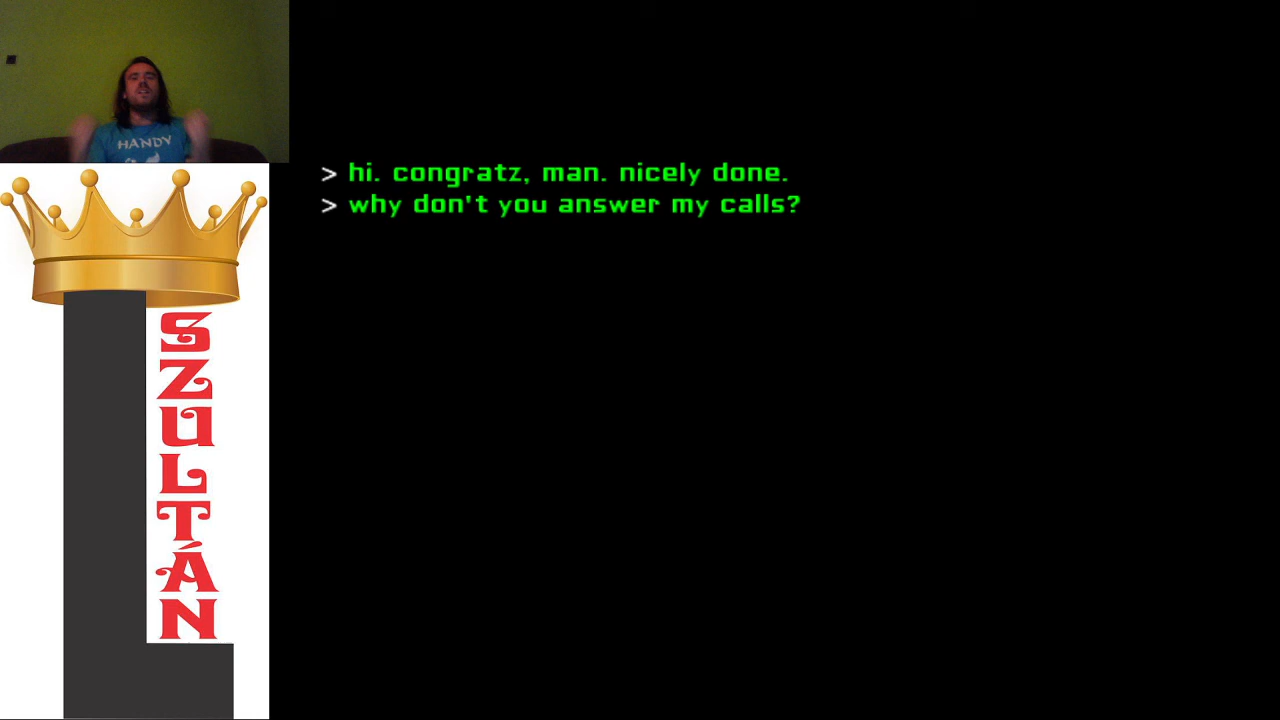 HANDY
> hi. congratz, man. nicely done.
> why don't you answer my calls?
L
SZULTÁN